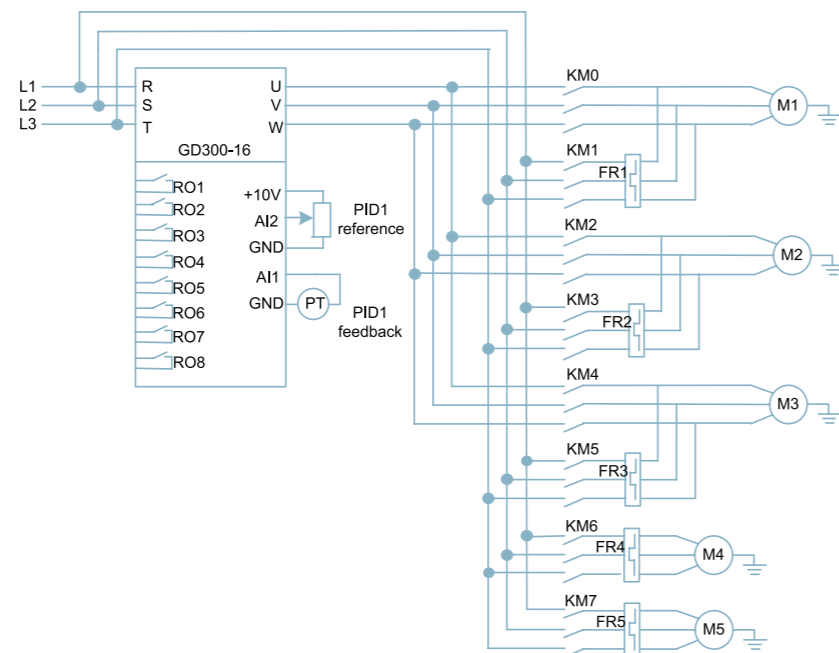 L1
L2
L3
R
S
T
U
V
W
GD300-16
RO1
RO2
RO3
RO4
RO5
RO6
RO7
RO8
+10V
AI2
GND
AI1
GND
PT
PID1
reference
PID1
feedback
KM0
M1
KM1
FR1
KM2
M2
KM3
FR2
KM4
M3
KM5
FR3
KM6
FR4
M4
KM7
FR5
M5